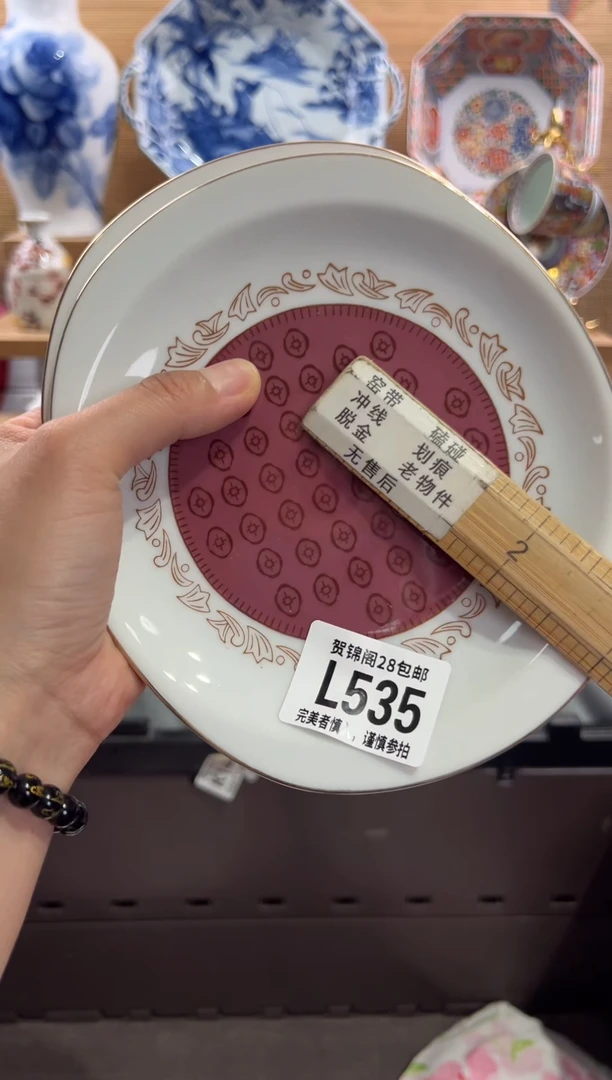 窑带
冲线 磕碰
脱金 划痕
无售后 老物件
2
贺锦阁28包邮
L535
完美者慎 ，谨慎参拍